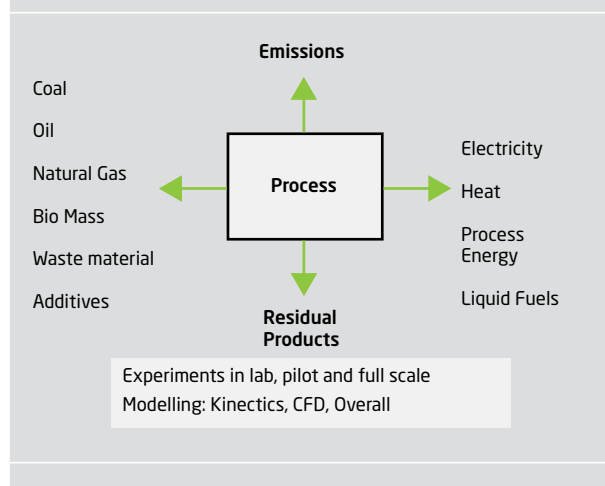 Emissions
Coal
Oil
Natural Gas
Bio Mass
Waste material
Additives
Process
Electricity
Heat
Process
Energy
Liquid Fuels
Residual
Products
Experiments in lab, pilot and full scale
Modelling: Kinectics, CFD, Overall